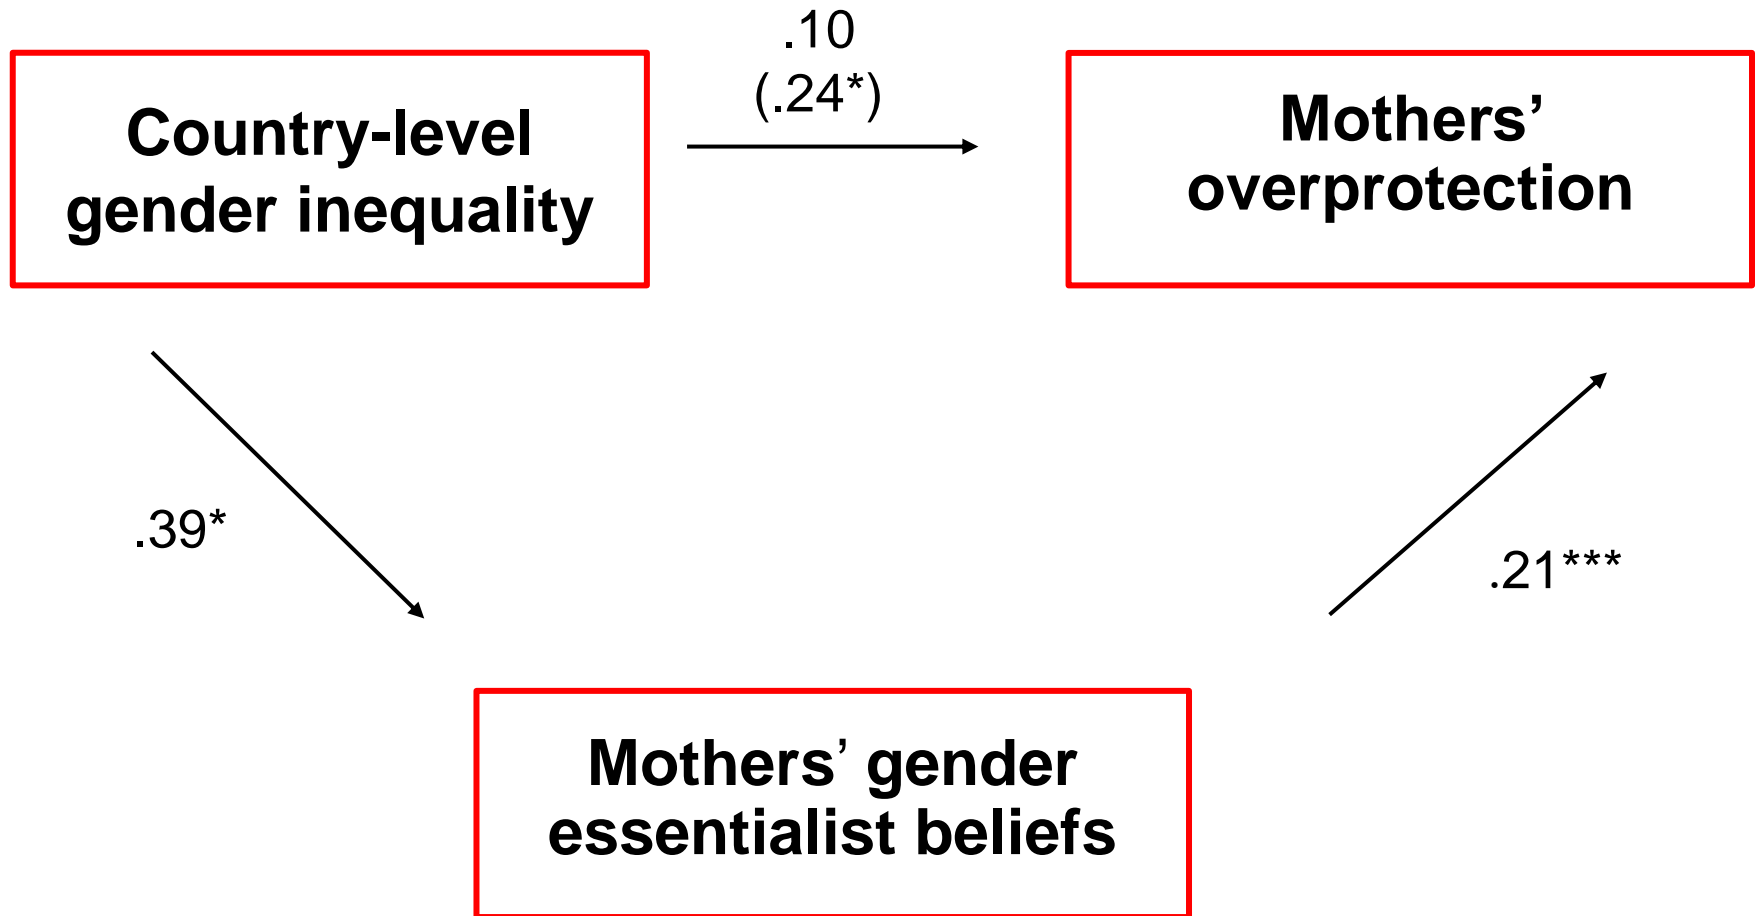 .10
(.24*)
Country-level
gender inequality
Mothers’
overprotection
.39*
.21***
Mothers’ gender
essentialist beliefs